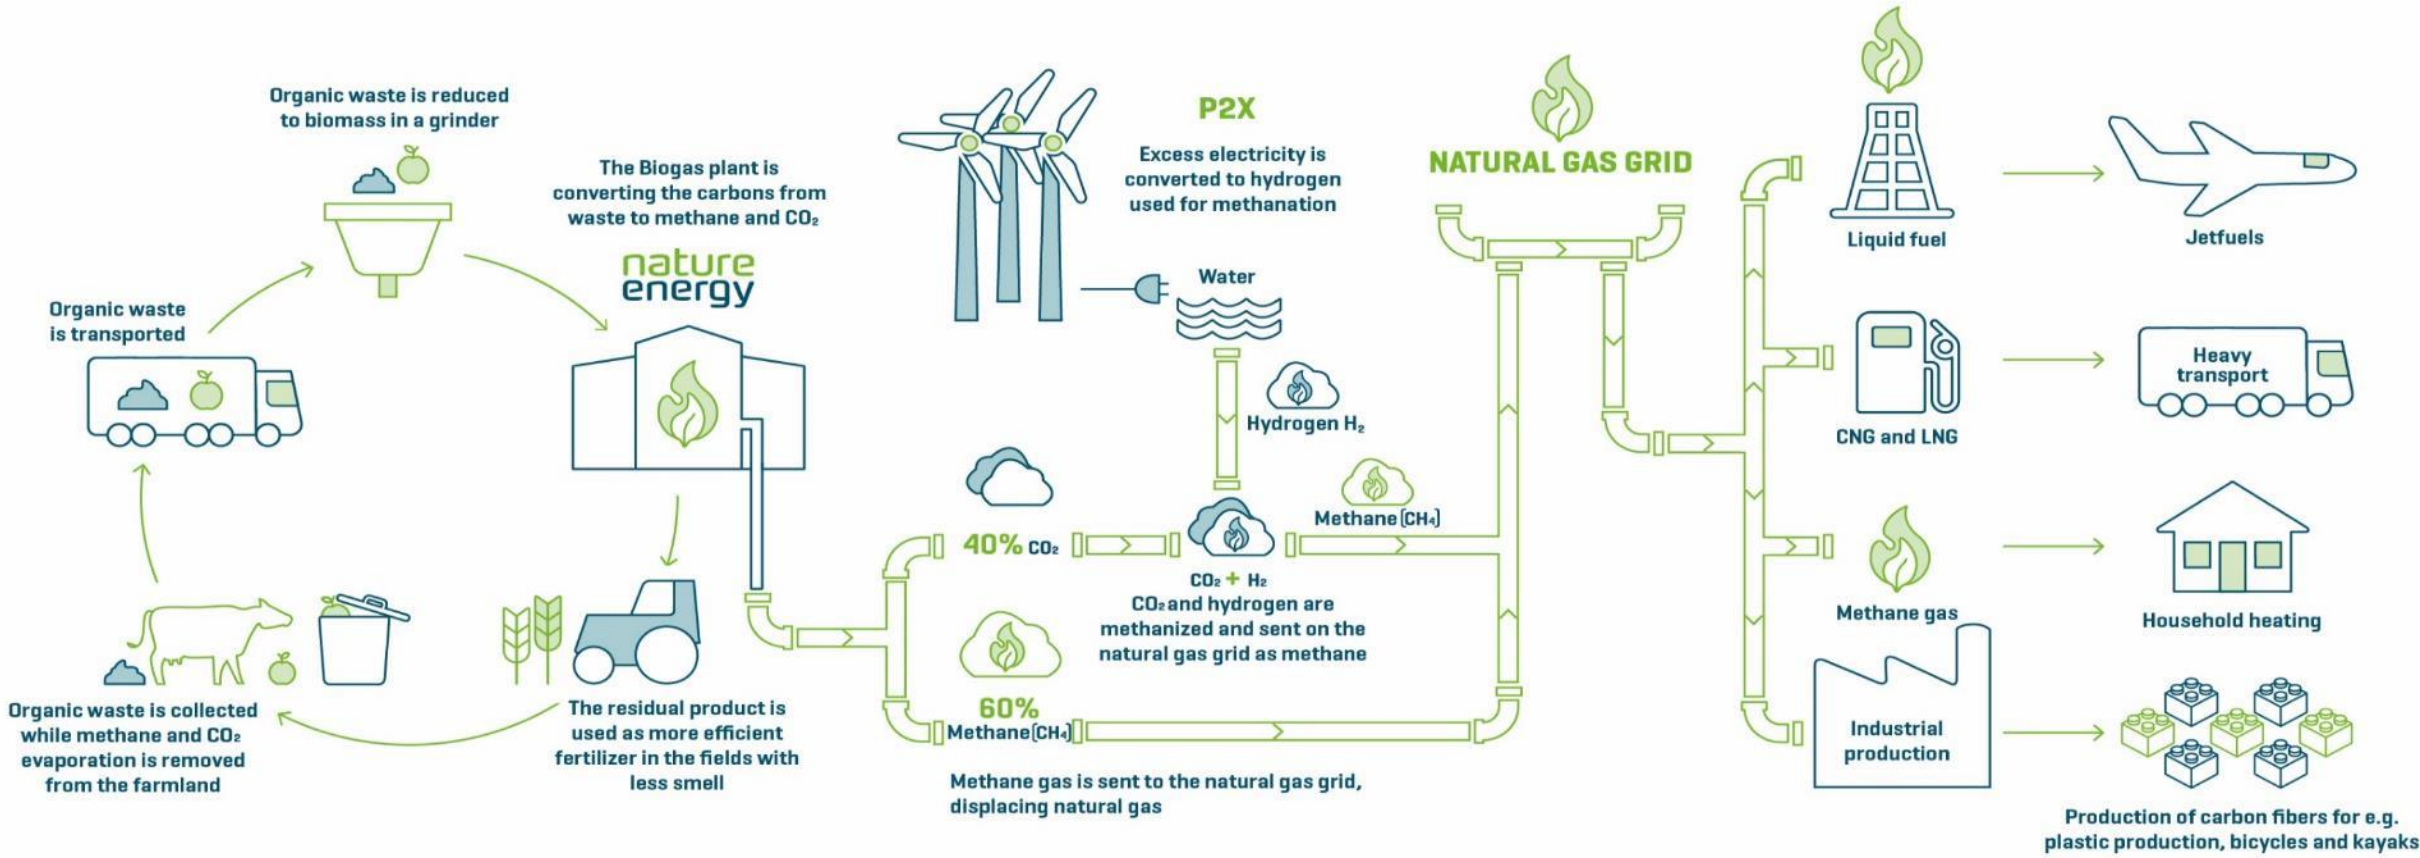 Organic waste is reduced
to biomass in a grinder
Organic waste
is transported
Organic waste is collected
while methane and CO₂
evaporation is removed
from the farmland
The Biogas plant is
converting the carbons from
waste to methane and CO₂
nature
energy
The residual product is
used as more efficient
fertilizer in the fields with
less smell
P2X
Excess electricity is
converted to hydrogen
used for methanation
Water
Hydrogen H₂
40% CO₂
Methane (CH₄)
CO₂ + H₂
CO₂ and hydrogen are
methanized and sent on the
natural gas grid as methane
60%
Methane (CH₄)
Methane gas is sent to the natural gas grid,
displacing natural gas
NATURAL GAS GRID
Liquid fuel
Jetfuels
CNG and LNG
Heavy
transport
Methane gas
Household heating
Industrial
production
Production of carbon fibers for e.g.
plastic production, bicycles and kayaks